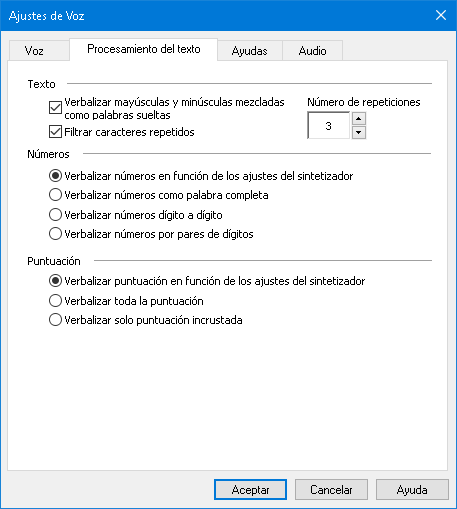 Ajustes de Voz
Voz
Procesamiento del texto
Ayudas
Audio
Texto
Verbalizar mayúsculas y minúsculas mezcladas
como palabras sueltas
Número de repeticiones
Filtrar caracteres repetidos
3
Números
Verbalizar números en función de los ajustes del sintetizador
Verbalizar números como palabra completa
Verbalizar números dígito a dígito
Verbalizar números por pares de dígitos
Puntuación
Verbalizar puntuación en función de los ajustes del sintetizador
Verbalizar toda la puntuación
Verbalizar solo puntuación incrustada
Aceptar
Cancelar
Ayuda